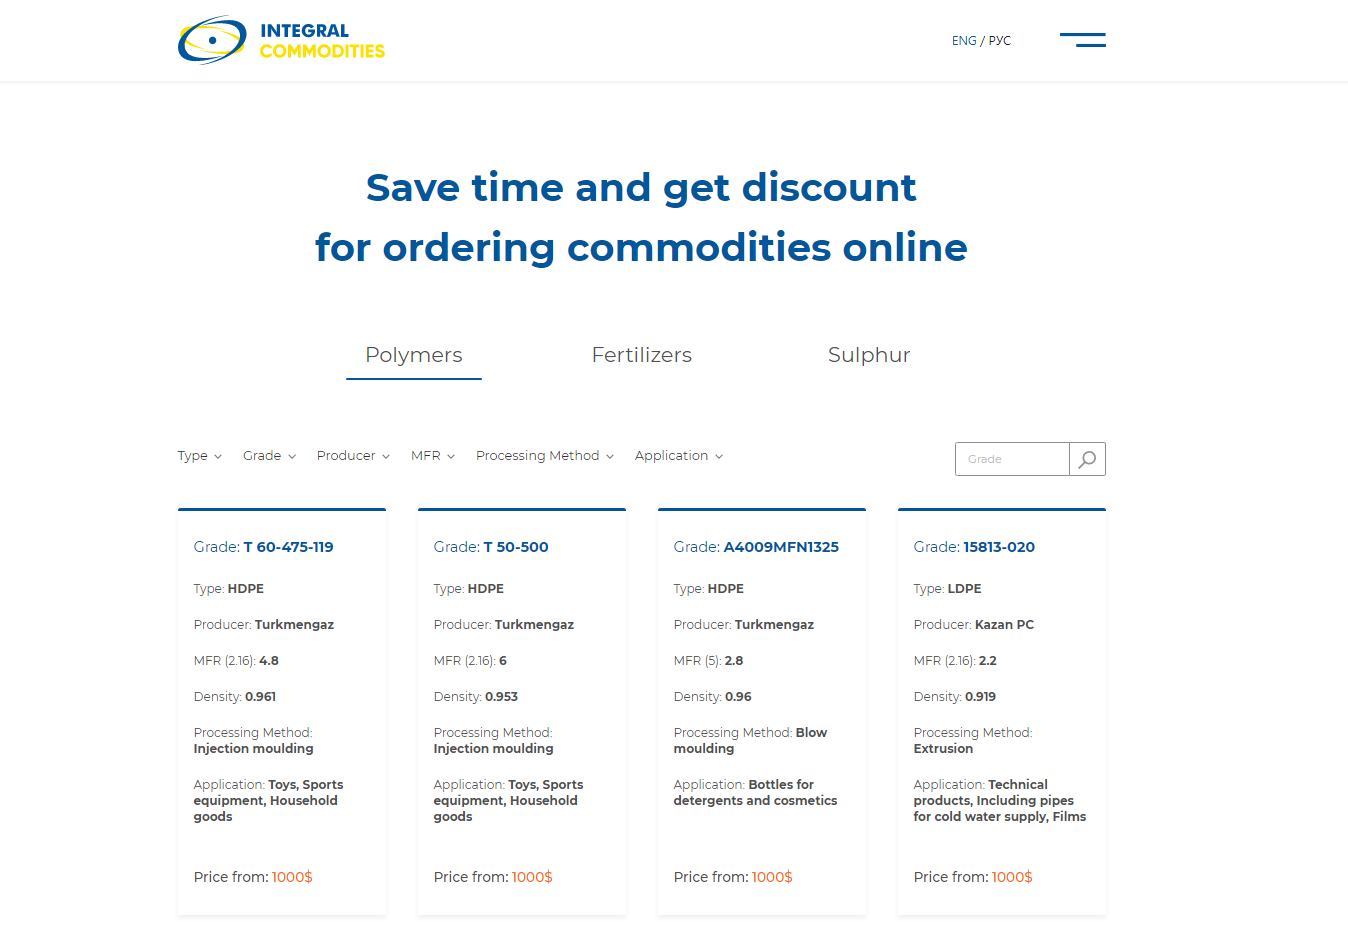 INTEGRAL
COMMODITIES
ENG / РУС
Save time and get discount
for ordering commodities online
Polymers
Fertilizers
Sulphur
Type
Grade
Producer
MFR
Processing Method
Application
Grade
Grade: T 60-475-119
Type: HDPE
Producer: Turkmengaz
MFR (2.16): 4.8
Density: 0.961
Processing Method:
Injection moulding
Application: Toys, Sports
equipment, Household
goods
Price from: 1000$
Grade: T 50-500
Type: HDPE
Producer: Turkmengaz
MFR (2.16): 6
Density: 0.953
Processing Method:
Injection moulding
Application: Toys, Sports
equipment, Household
goods
Price from: 1000$
Grade: A4009MFN1325
Type: HDPE
Producer: Turkmengaz
MFR (5): 2.8
Density: 0.96
Processing Method: Blow
moulding
Application: Bottles for
detergents and cosmetics
Price from: 1000$
Grade: 15813-020
Type: LDPE
Producer: Kazan PC
MFR (2.16): 2.2
Density: 0.919
Processing Method:
Extrusion
Application: Technical
products, Including pipes
for cold water supply, Films
Price from: 1000$